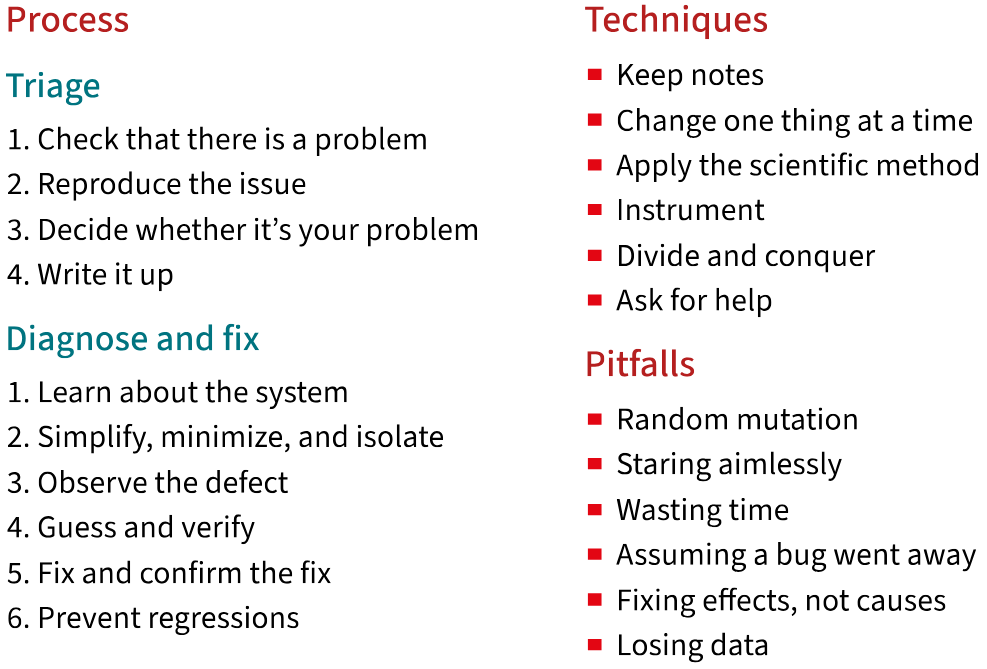 Process
Triage
1. Check that there is a problem
2. Reproduce the issue
3. Decide whether it’s your problem
4. Write it up
Diagnose and fix
1. Learn about the system
2. Simplify, minimize, and isolate
3. Observe the defect
4. Guess and verify
5. Fix and confirm the fix
6. Prevent regressions
Techniques
Keep notes
Change one thing at a time
Apply the scientific method
Instrument
Divide and conquer
Ask for help
Pitfalls
Random mutation
Staring aimlessly
Wasting time
Assuming a bug went away
Fixing effects, not causes
Losing data